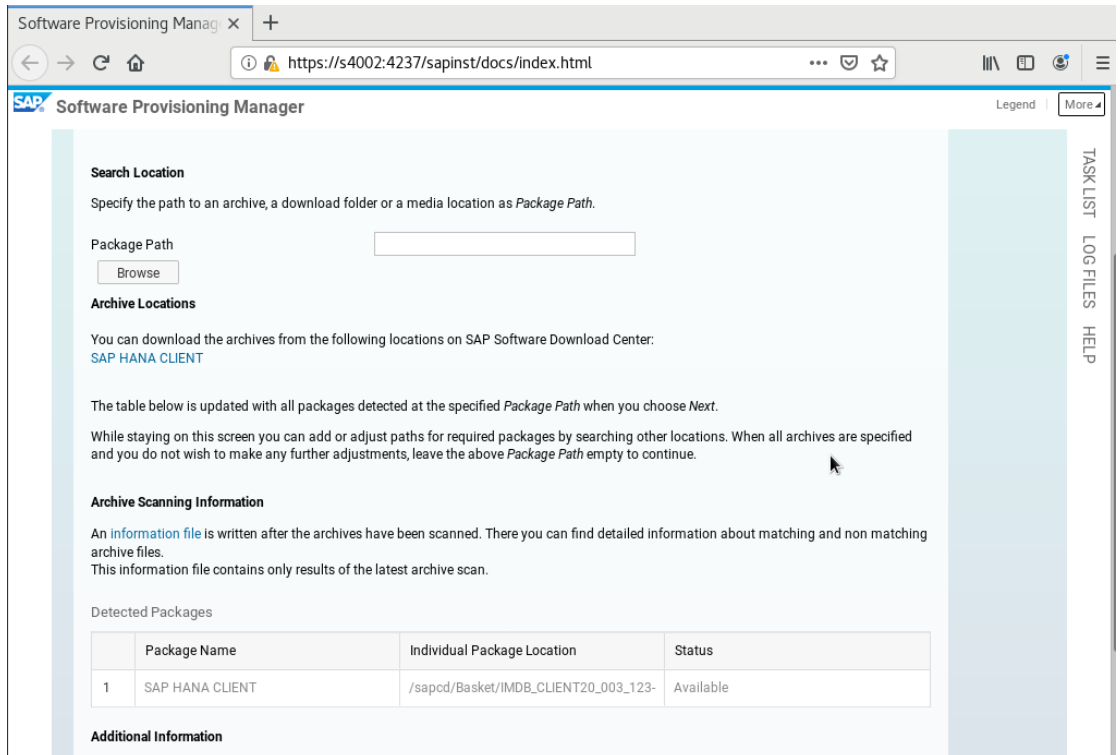 Software Provisioning Manag
https://s4002:4237/sapinst/docs/index.html
SAP Software Provisioning Manager
Legend
More
TASK LIST
LOG FILES
HELP
Search Location
Specify the path to an archive, a download folder or a media location as Package Path.
Package Path
Browse
Archive Locations
You can download the archives from the following locations on SAP Software Download Center:
SAP HANA CLIENT
The table below is updated with all packages detected at the specified Package Path when you choose Next.
While staying on this screen you can add or adjust paths for required packages by searching other locations. When all archives are specified
and you do not wish to make any further adjustments, leave the above Package Path empty to continue.
Archive Scanning Information
An information file is written after the archives have been scanned. There you can find detailed information about matching and non matching
archive files.
This information file contains only results of the latest archive scan.
Detected Packages
Package Name Individual Package Location Status
1 SAP HANA CLIENT /sapcd/Basket/IMDB_CLIENT20_003_123- Available
Additional Information